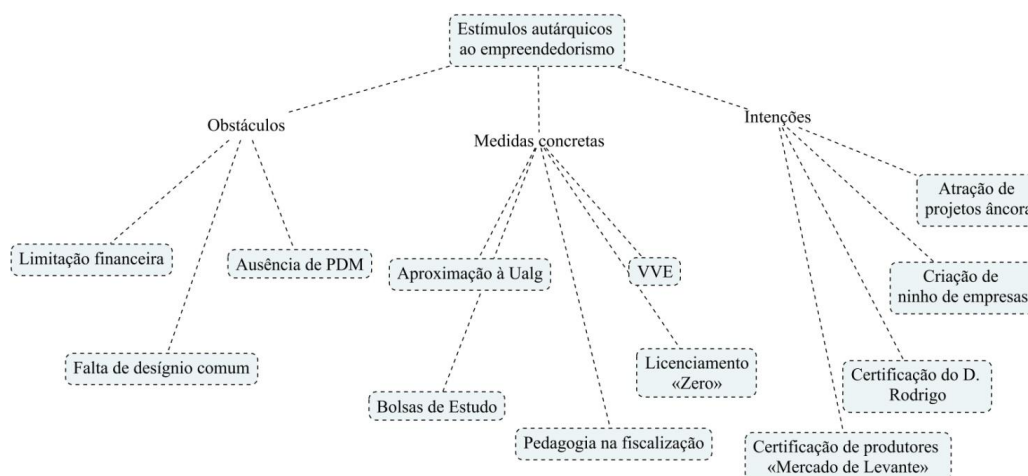 Estímulos autárquicos
ao empreendedorismo
Obstáculos
Medidas concretas
Intenções
Limitação financeira
Ausência de PDM
Falta de desígnio comum
Aproximação à Ualg
VVE
Bolsas de Estudo
Licenciamento
«Zero»
Pedagogia na fiscalização
Atração de
projetos âncora
Criação de
ninho de empresas
Certificação do D.
Rodrigo
Certificação de produtores
«Mercado de Levante»